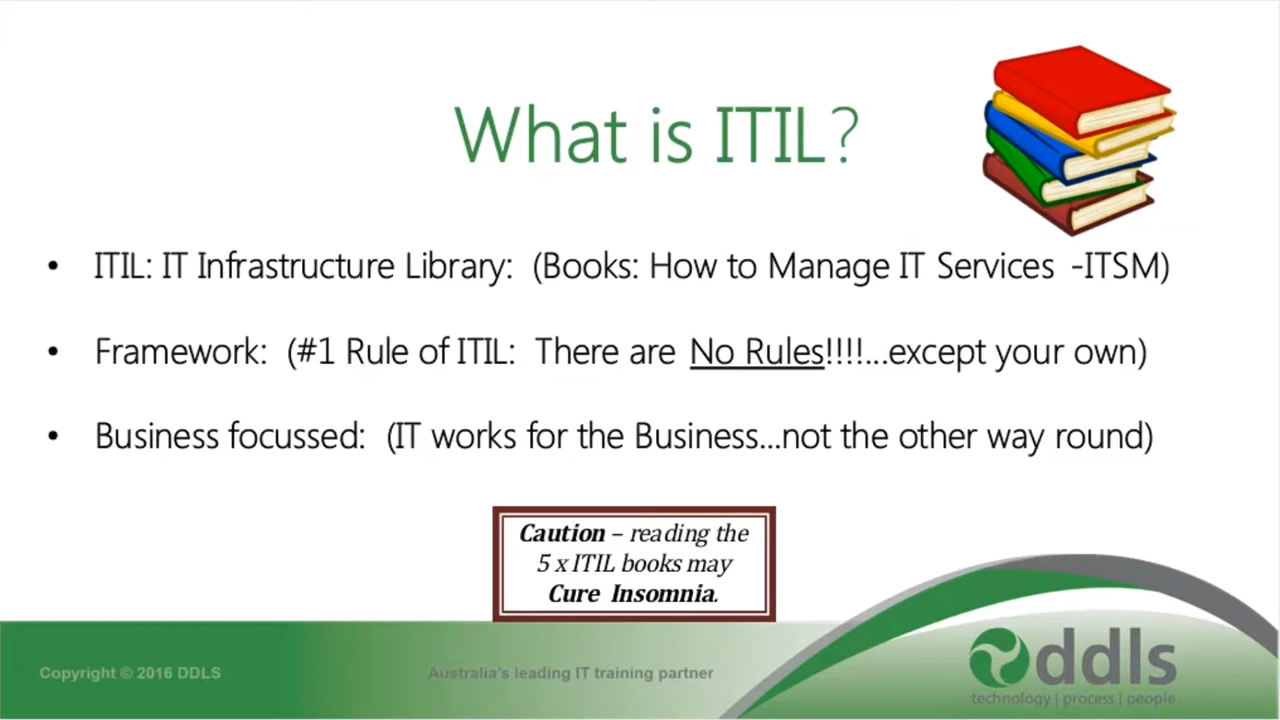 What is ITIL?
• ITIL: IT Infrastructure Library: (Books: How to Manage IT Services -ITSM)
• Framework: (#1 Rule of ITIL: There are No Rules!!!!...except your own)
• Business focussed: (IT works for the Business...not the other way round)
Caution – reading the
5 x ITIL books may
Cure Insomnia.
Copyright © 2016 DDLS
Australia's leading IT training partner
ddls
technology | process | people